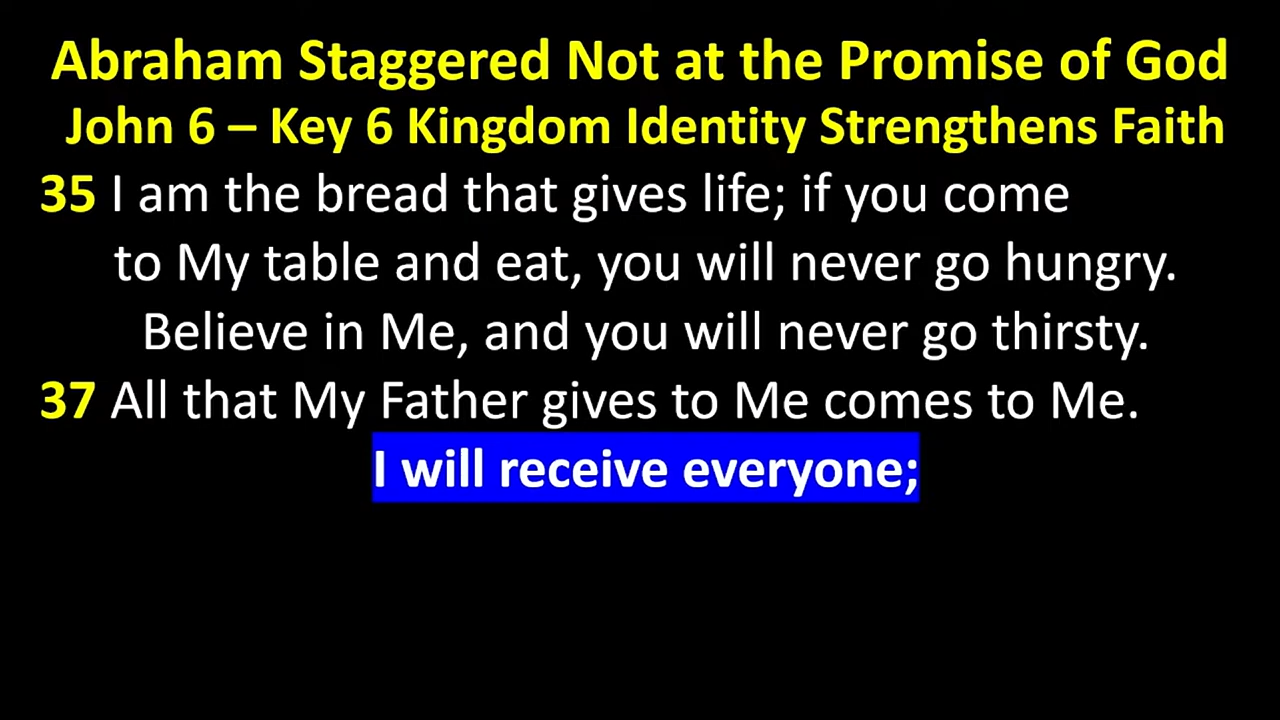 Abraham Staggered Not at the Promise of God
John 6 – Key 6 Kingdom Identity Strengthens Faith
35 I am the bread that gives life; if you come
to My table and eat, you will never go hungry.
Believe in Me, and you will never go thirsty.
37 All that My Father gives to Me comes to Me.
I will receive everyone;